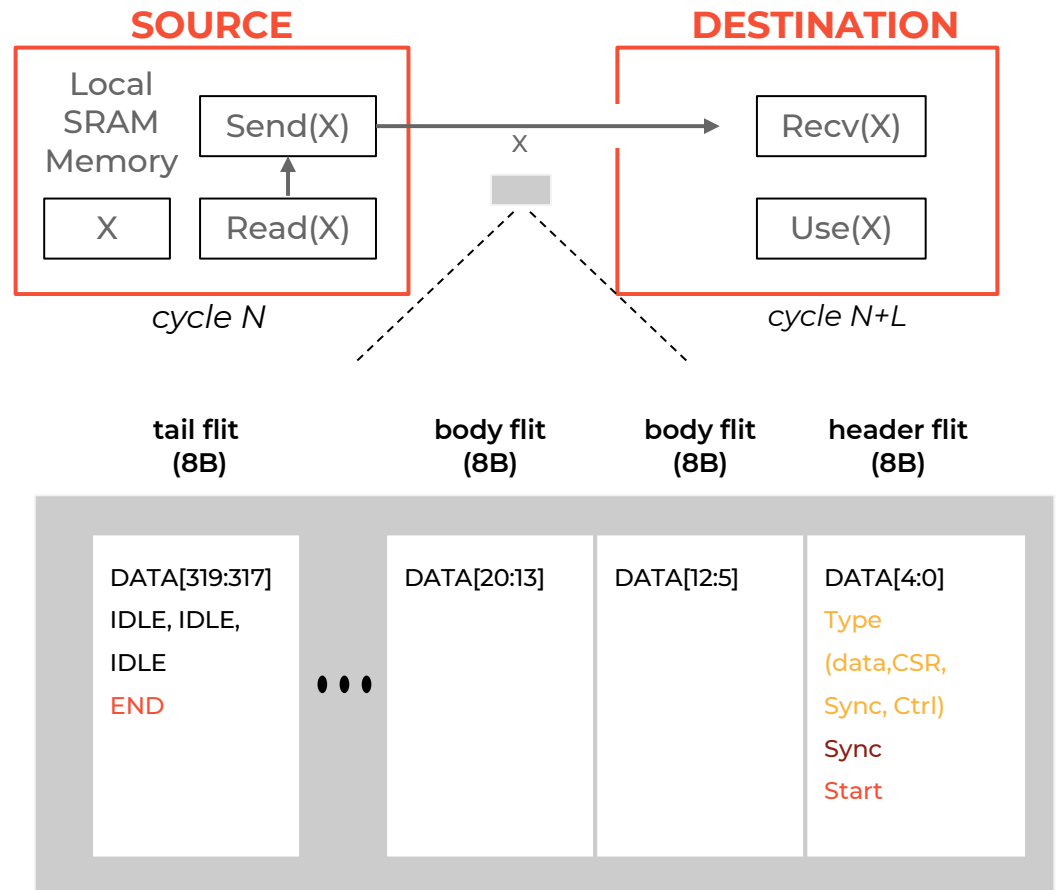 SOURCE
DESTINATION
Local
SRAM
Memory
Send(X)
X
Read(X)
X
Recv(X)
Use(X)
cycle N
cycle N+L
tail flit
(8B)
body flit
(8B)
body flit
(8B)
header flit
(8B)
DATA[319:317]
IDLE, IDLE,
IDLE
END
DATA[20:13]
DATA[12:5]
DATA[4:0]
Type
(data,CSR,
Sync, Ctrl)
Sync
Start